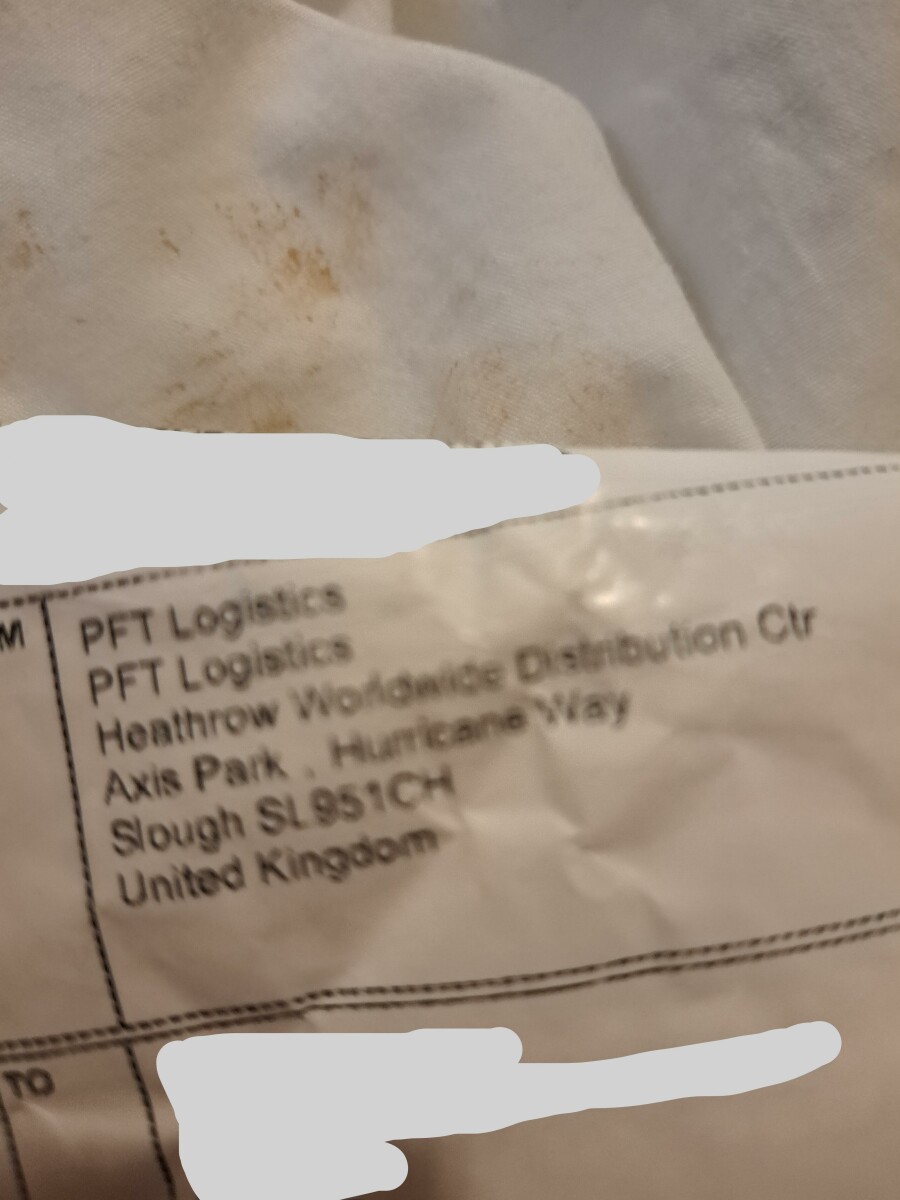 M
PFT Logistics
PFT Logistics
Heathrow Worldwide Distribution Ctr
Axis Park , Hurricane Way
Slough SL951CH
United Kingdom
TO